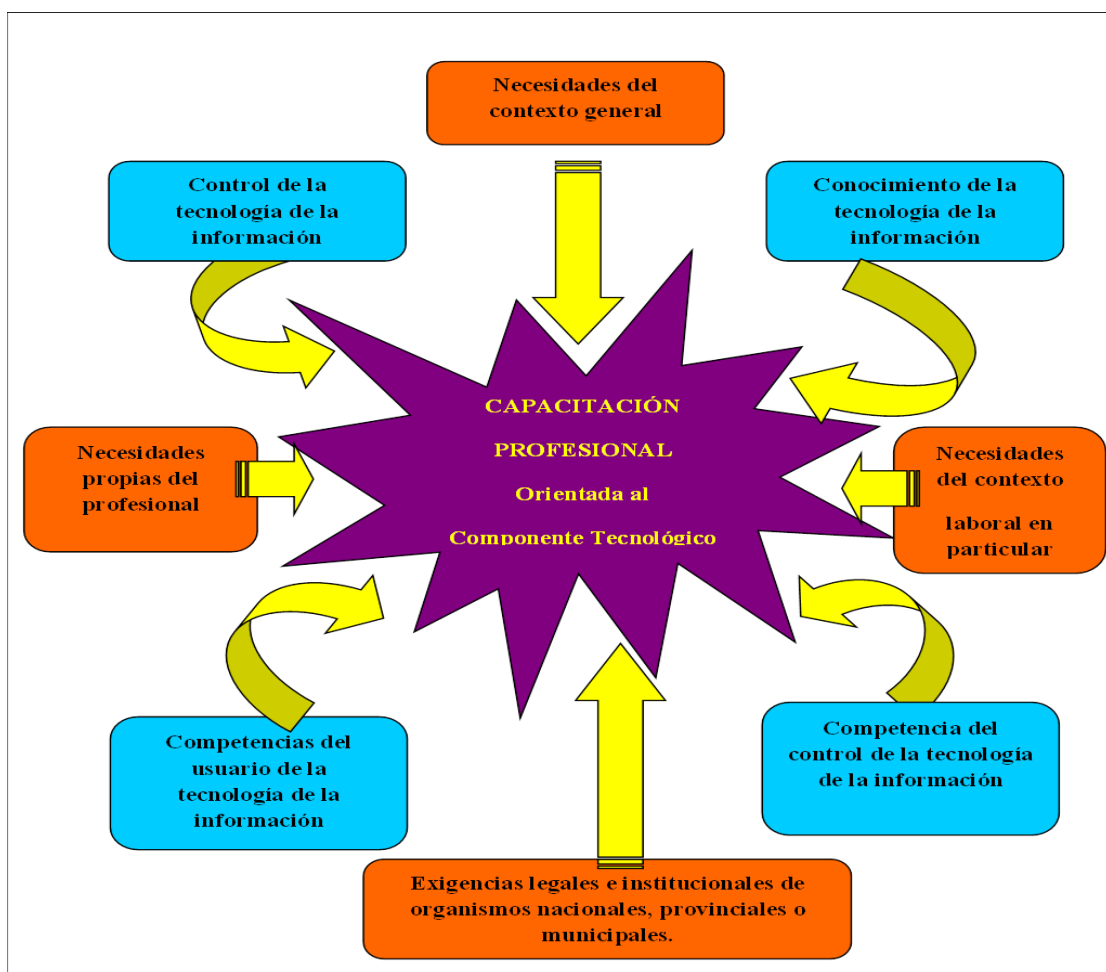 Necesidades del
contexto general
Control de la
tecnología de la
información
Conocimiento de la
tecnología de la
información
CAPACITACIÓN
PROFESIONAL
Orientada al
Componente Tecnológico
Necesidades
propias del
profesional
Necesidades
del contexto
laboral en
particular
Competencias del
usuario de la
tecnología de la
información
Competencia del
control de la tecnología
de la información
Exigencias legales e institucionales de
organismos nacionales, provinciales o
municipales.